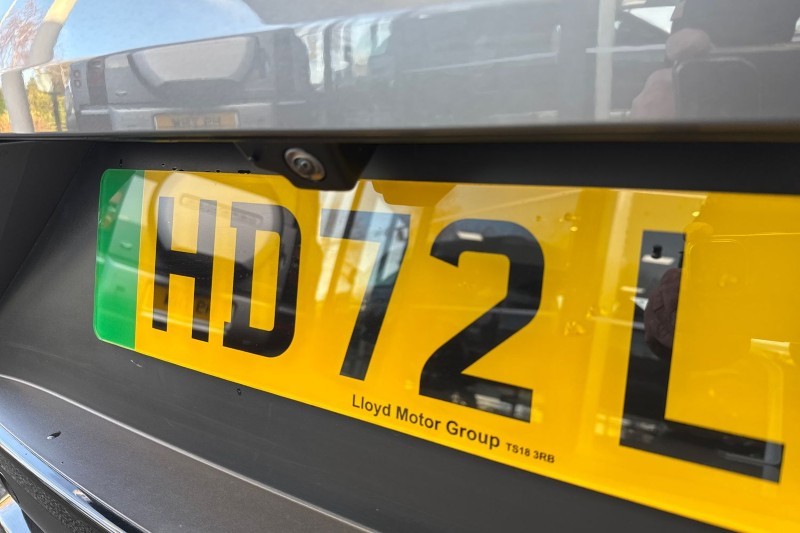 HD72 L
Lloyd Motor Group TS18 3RB